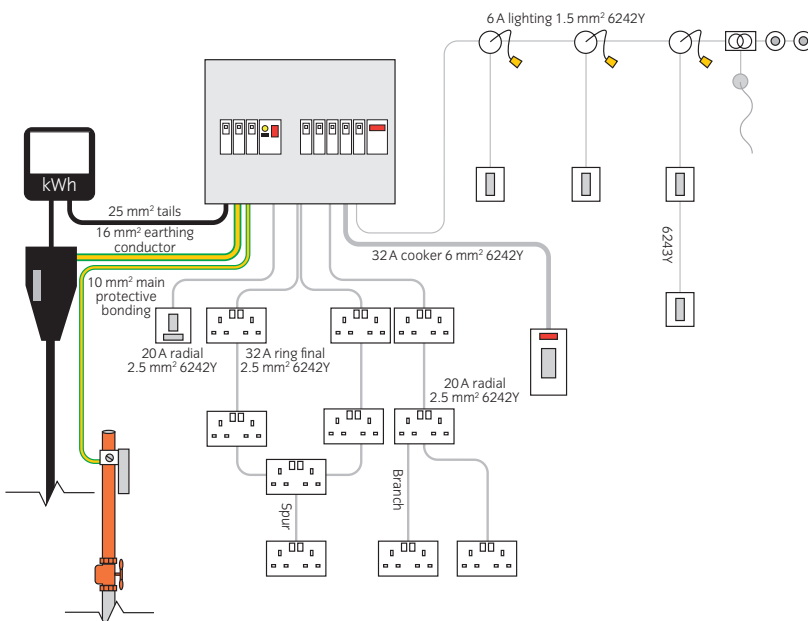 6 A lighting 1.5 mm² 6242Y
kWh
25 mm² tails
16 mm² earthing
conductor
10 mm² main
protective
bonding
32 A cooker 6 mm² 6242Y
6243Y
20 A radial
2.5 mm² 6242Y
32 A ring final
2.5 mm² 6242Y
20 A radial
2.5 mm² 6242Y
Spur
Branch